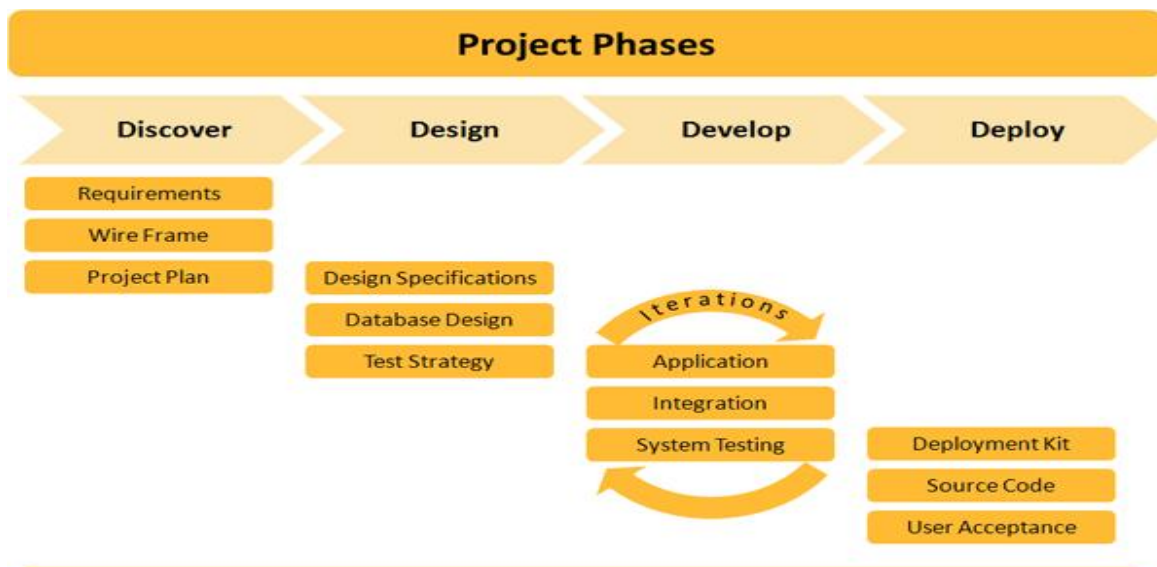 Project Phases
Discover
Design
Develop
Deploy
Requirements
Wire Frame
Project Plan
Design Specifications
Database Design
Test Strategy
Iterations
Application
Integration
System Testing
Deployment Kit
Source Code
User Acceptance